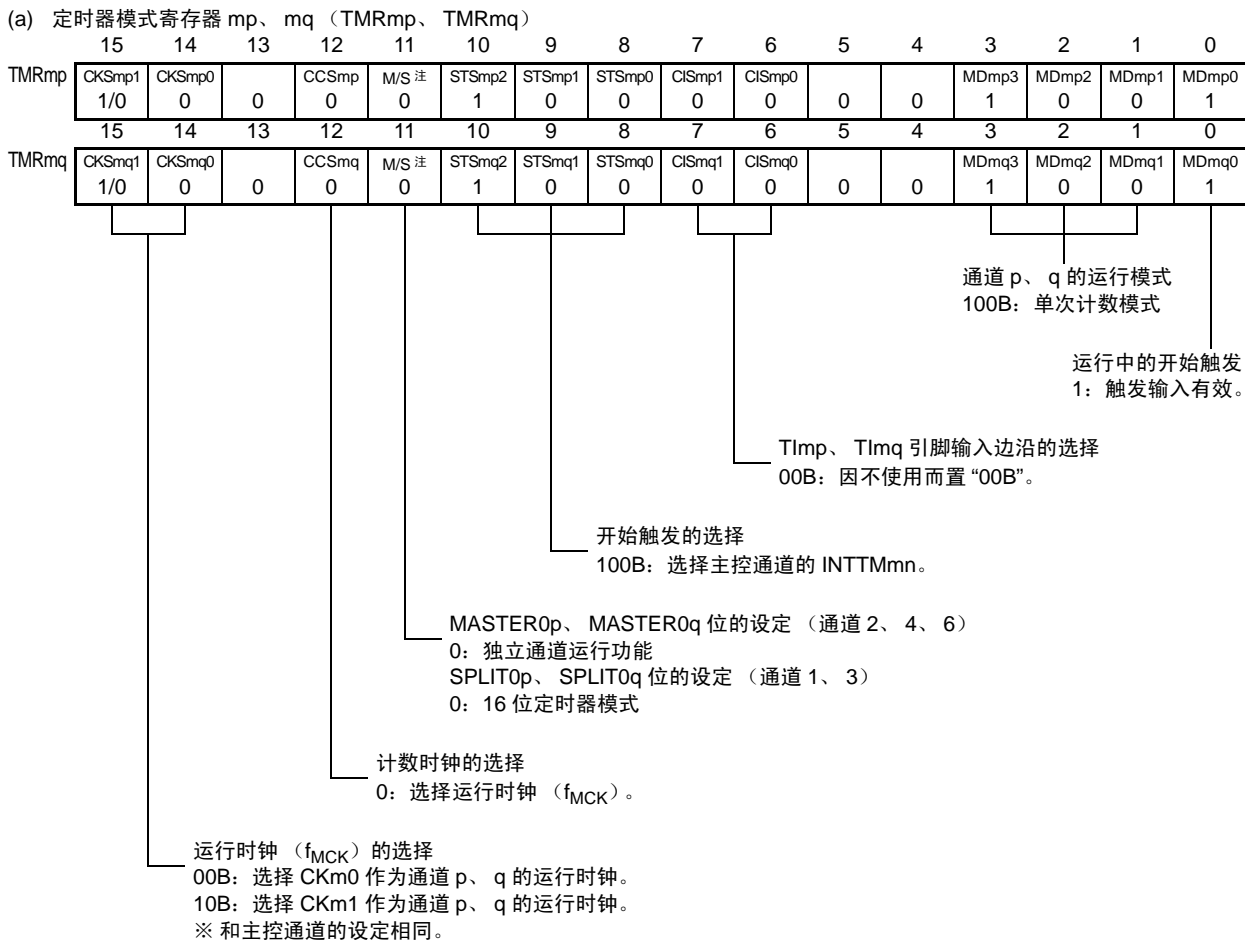 (a) 定时器模式寄存器 mp、 mq （TMRmp、 TMRmq）
15 14 13 12 11 10 9 8 7 6 5 4 3 2 1 0
TMRmp CKSmp1 CKSmp0 CCSmp M/S 注 STSmp2 STSmp1 STSmp0 CISmp1 CISmp0 MDmp3 MDmp2 MDmp1 MDmp0
1/0 0 0 0 0 1 0 0 0 0 0 0 1 0 0 1
15 14 13 12 11 10 9 8 7 6 5 4 3 2 1 0
TMRmq CKSmq1 CKSmq0 CCSmq M/S 注 STSmq2 STSmq1 STSmq0 CISmq1 CISmq0 MDmq3 MDmq2 MDmq1 MDmq0
1/0 0 0 0 0 1 0 0 0 0 0 0 1 0 0 1
通道 p、 q 的运行模式
100B：单次计数模式
运行中的开始触发
1：触发输入有效。
TImp、 TImq 引脚输入边沿的选择
00B：因不使用而置 “00B”。
开始触发的选择
100B：选择主控通道的 INTTMmn。
MASTER0p、 MASTER0q 位的设定 （通道 2、 4、 6）
0：独立通道运行功能
SPLIT0p、 SPLIT0q 位的设定 （通道 1、 3）
0：16 位定时器模式
计数时钟的选择
0：选择运行时钟 （fMCK）。
运行时钟 （fMCK）的选择
00B：选择 CKm0 作为通道 p、 q 的运行时钟。
10B：选择 CKm1 作为通道 p、 q 的运行时钟。
※ 和主控通道的设定相同。